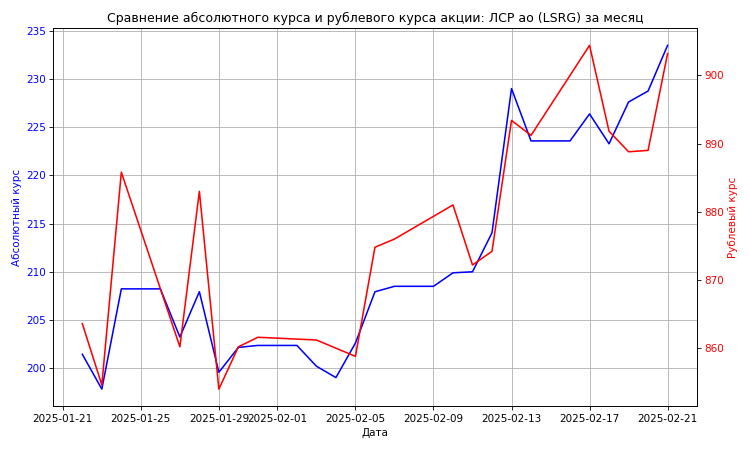 Сравнение абсолютного курса и рублевого курса акции: ЛСР ао (LSRG) за месяц
235
230
225
220
215
210
205
200
Абсолютный курс
900
890
880
870
860
Рублевый курс
2025-01-21 2025-01-25 2025-01-29 2025-02-01 2025-02-05 2025-02-09 2025-02-13 2025-02-17 2025-02-21
Дата